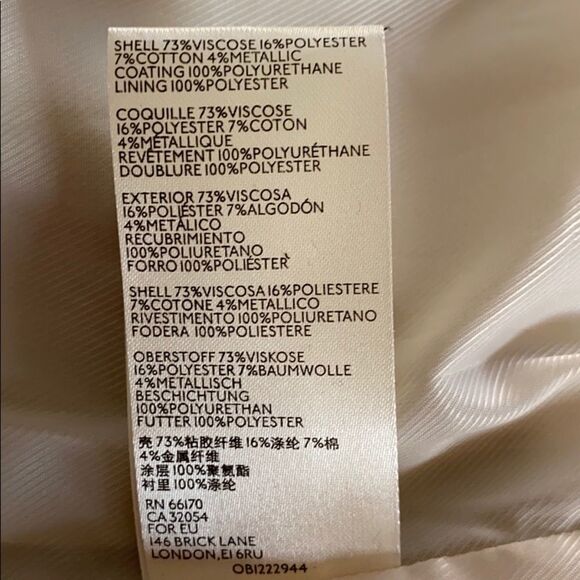 SHELL 73%VISCOSE 16%POLYESTER
7%COTTON 4%METALLIC
COATING 100%POLYURETHANE
LINING 100%POLYESTER
COQUILLE 73%VISCOSE
16%POLYESTER 7%COTON
4%MÉTALLIQUE
REVÊTEMENT 100%POLYURÉTHANE
DOUBLURE 100%POLYESTER
EXTERIOR 73%VISCOSA
16%POLIÉSTER 7%ALGODÓN
4%METÁLICO
RECUBRIMIENTO
100%POLIURETANO
FORRO 100%POLIÉSTER
SHELL 73%VISCOSA 16%POLIESTERE
7%COTONE 4%METALLICO
RIVESTIMENTO 100%POLIURETANO
FODERA 100%POLIESTERE
OBERSTOFF 73%VISKOSE
16%POLYESTER 7%BAUMWOLLE
4%METALLISCH
BESCHICHTUNG
100%POLYURETHAN
FUTTER 100%POLYESTER
壳 73%粘胶纤维 16%涤纶 7%棉
4%金属纤维
涂层 100%聚氨酯
衬里 100%涤纶
RN 66170
CA 32054
FOR EU
146 BRICK LANE
LONDON, E1 6RU
OB1222944